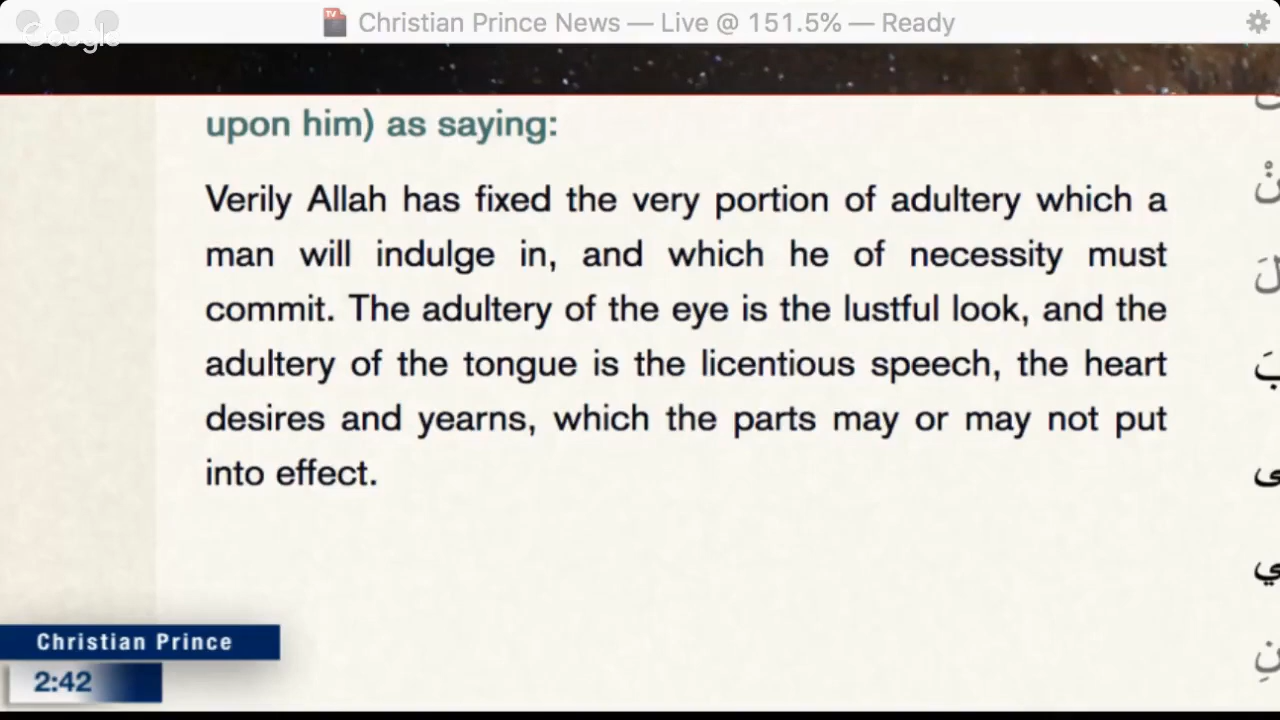 Christian Prince News — Live @ 151.5% — Ready
Google
upon him) as saying:
Verily Allah has fixed the very portion of adultery which a
man will indulge in, and which he of necessity must
commit. The adultery of the eye is the lustful look, and the
adultery of the tongue is the licentious speech, the heart
desires and yearns, which the parts may or may not put
into effect.
Christian Prince
2:42